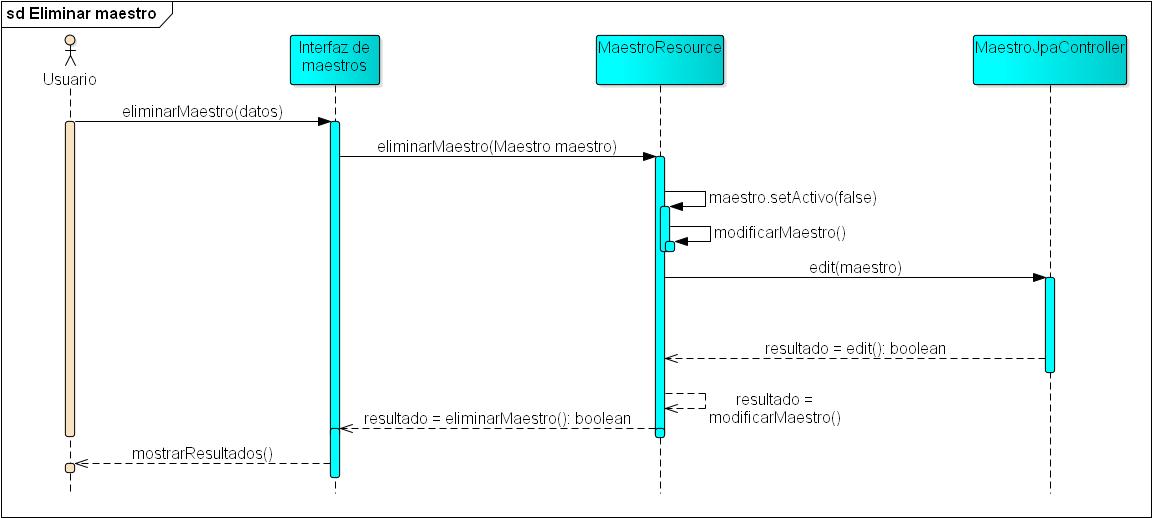 sd Eliminar maestro
Usuario
Interfaz de
maestros
MaestroResource
MaestroJpaController
eliminarMaestro(datos)
eliminarMaestro(Maestro maestro)
maestro.setActivo(false)
modificarMaestro()
edit(maestro)
resultado = edit(): boolean
resultado =
modificarMaestro()
resultado = eliminarMaestro(): boolean
mostrarResultados()